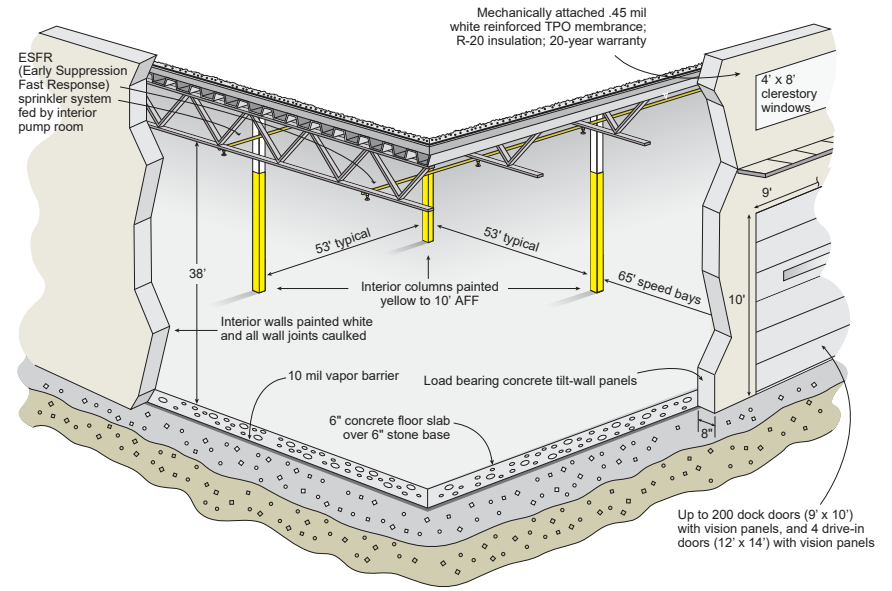 Mechanically attached .45 mil
white reinforced TPO membrance;
R-20 insulation; 20-year warranty
ESFR
(Early Suppression
Fast Response)
sprinkler system
fed by interior
pump room
4' x 8'
clerestory
windows
9'
53' typical
53' typical
38'
65' speed bays
10'
Interior columns painted
yellow to 10' AFF
Interior walls painted white
and all wall joints caulked
10 mil vapor barrier
Load bearing concrete tilt-wall panels
6" concrete floor slab
over 6" stone base
8"
Up to 200 dock doors (9' x 10')
with vision panels, and 4 drive-in
doors (12' x 14') with vision panels